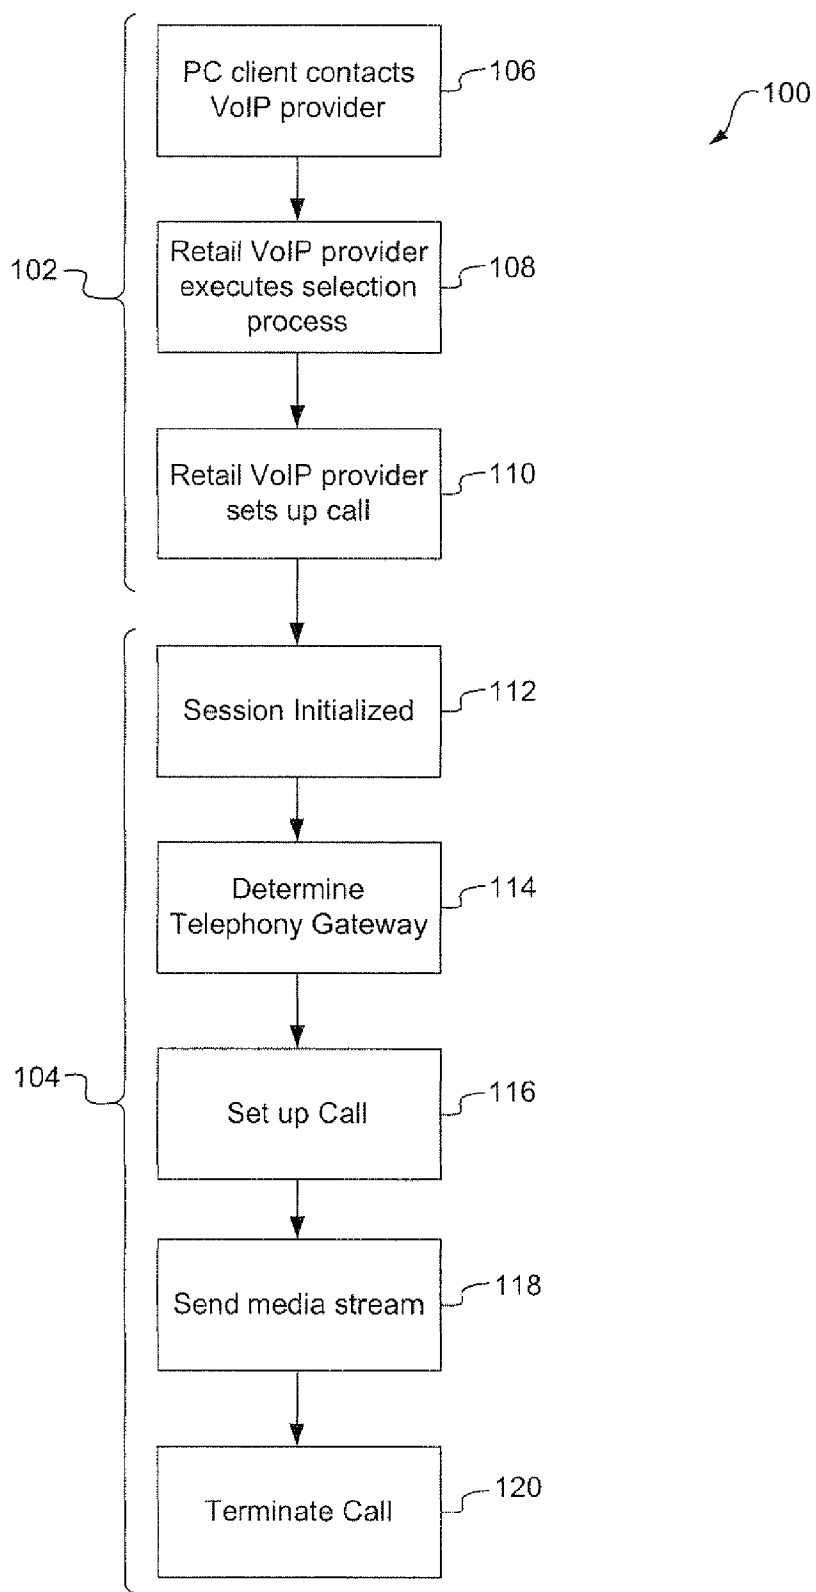 PC client contacts
VoIP provider
106
100
Retail VoIP provider
executes selection
process
108
102
Retail VoIP provider
sets up call
110
Session Initialized
112
Determine
Telephony Gateway
114
104
Set up Call
116
Send media stream
118
Terminate Call
120